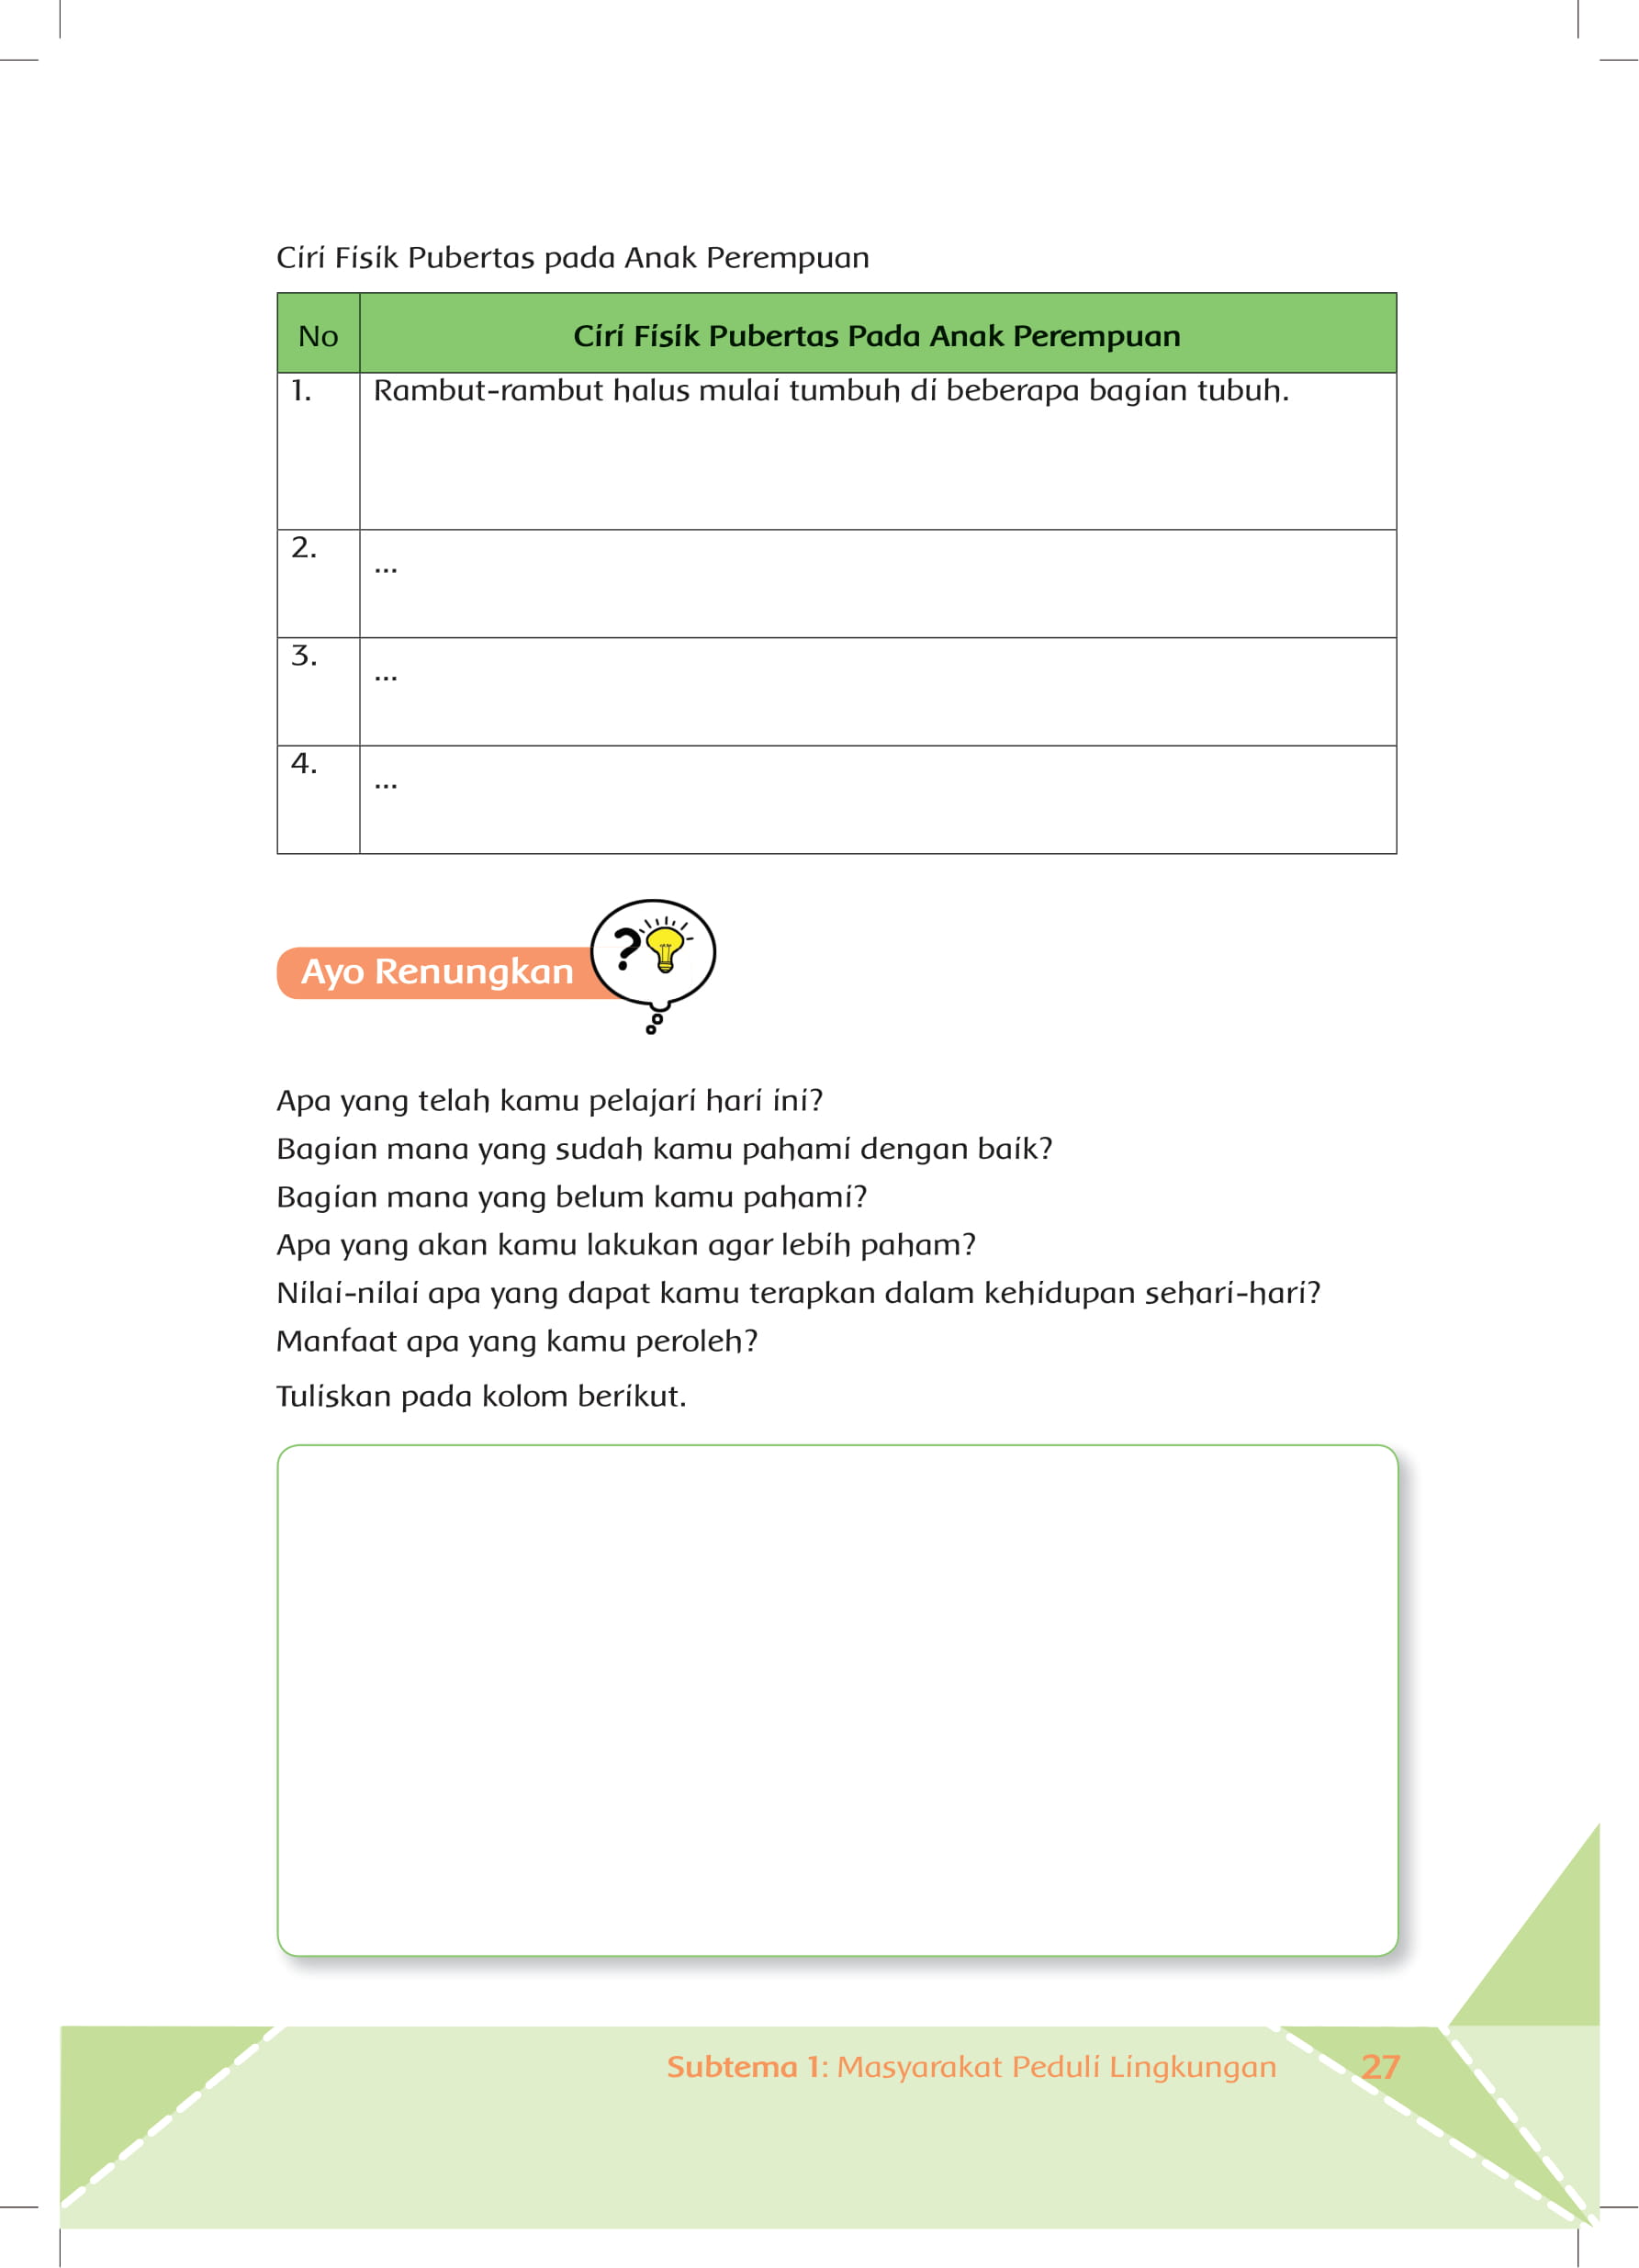 Ciri Fisik Pubertas pada Anak Perempuan
No Ciri Fisik Pubertas Pada Anak Perempuan
1. Rambut-rambut halus mulai tumbuh di beberapa bagian tubuh.
2. ...
3. ...
4. ...
Ayo Renungkan
?
Apa yang telah kamu pelajari hari ini?
Bagian mana yang sudah kamu pahami dengan baik?
Bagian mana yang belum kamu pahami?
Apa yang akan kamu lakukan agar lebih paham?
Nilai-nilai apa yang dapat kamu terapkan dalam kehidupan sehari-hari?
Manfaat apa yang kamu peroleh?
Tuliskan pada kolom berikut.
Subtema 1: Masyarakat Peduli Lingkungan 27